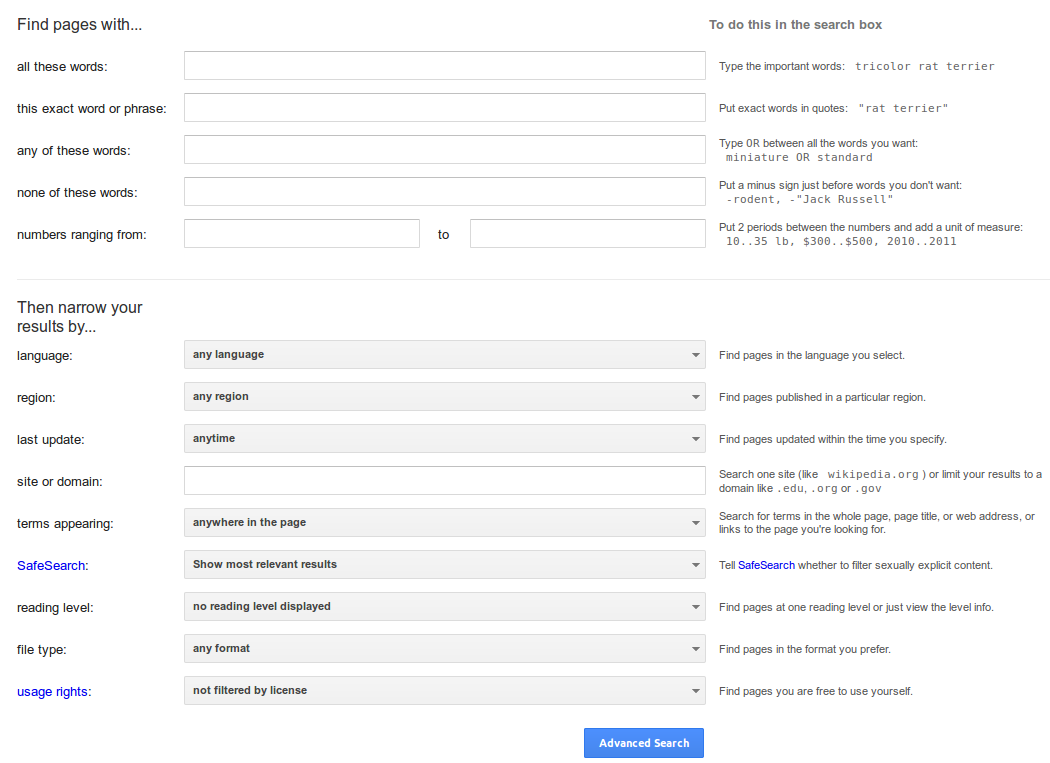 Find pages with...
To do this in the search box
all these words:
Type the important words: tricolor rat terrier
this exact word or phrase:
Put exact words in quotes: "rat terrier"
any of these words:
Type OR between all the words you want:
miniature OR standard
none of these words:
Put a minus sign just before words you don't want:
-rodent, -"Jack Russell"
numbers ranging from:
to
Put 2 periods between the numbers and add a unit of measure:
10..35 lb, $300..$500, 2010..2011
Then narrow your
results by...
language:
any language
Find pages in the language you select.
region:
any region
Find pages published in a particular region.
last update:
anytime
Find pages updated within the time you specify.
site or domain:
Search one site (like wikipedia.org ) or limit your results to a
domain like .edu, .org or .gov
terms appearing:
anywhere in the page
Search for terms in the whole page, page title, or web address, or
links to the page you're looking for.
SafeSearch:
Show most relevant results
Tell SafeSearch whether to filter sexually explicit content.
reading level:
no reading level displayed
Find pages at one reading level or just view the level info.
file type:
any format
Find pages in the format you prefer.
usage rights:
not filtered by license
Find pages you are free to use yourself.
Advanced Search